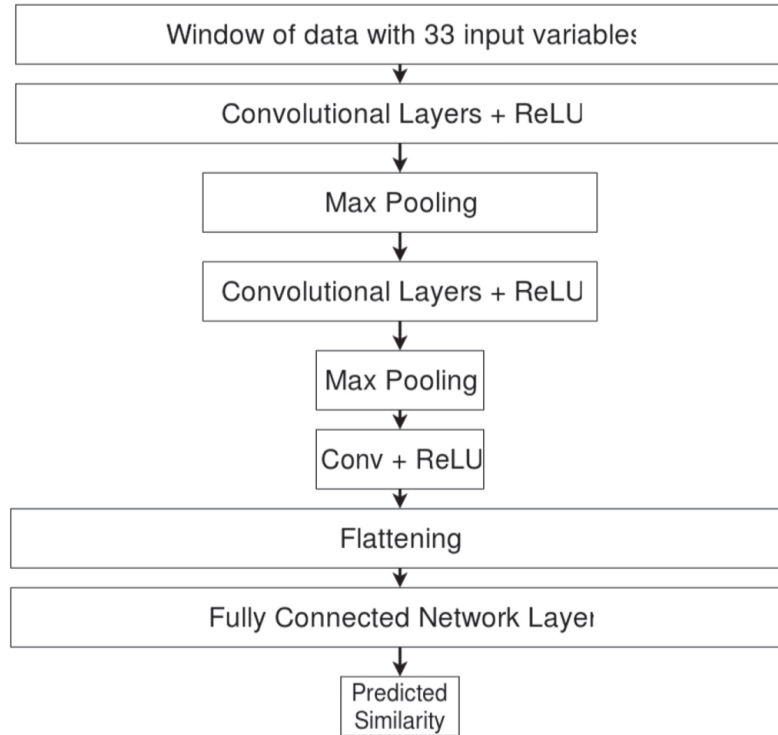 Window of data with 33 input variables
Convolutional Layers + ReLU
Max Pooling
Convolutional Layers + ReLU
Max Pooling
Conv + ReLU
Flattening
Fully Connected Network Layer
Predicted
Similarity